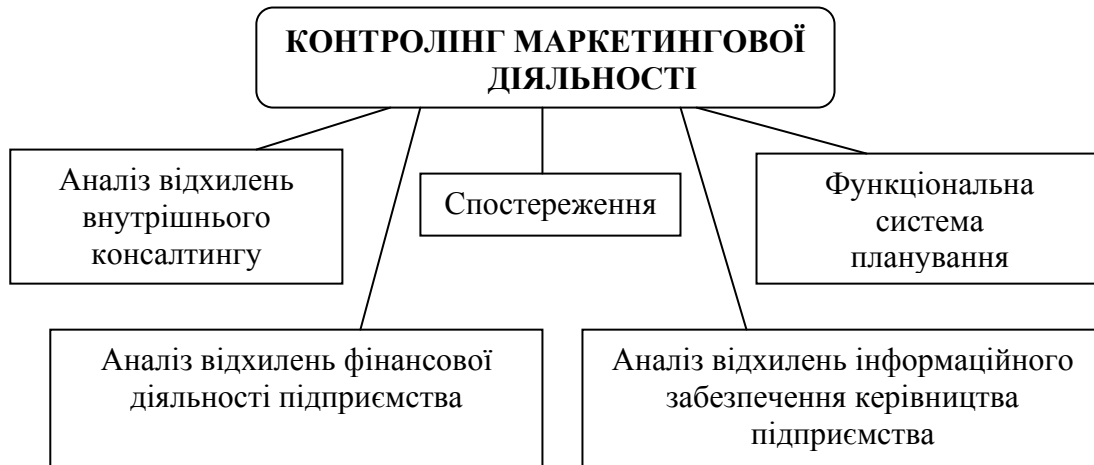 КОНТРОЛІНГ МАРКЕТИНГОВОЇ
ДІЯЛЬНОСТІ
Аналіз відхилень
внутрішнього
консалтингу
Спостереження
Функціональна
система
планування
Аналіз відхилень фінансової
діяльності підприємства
Аналіз відхилень інформаційного
забезпечення керівництва
підприємства